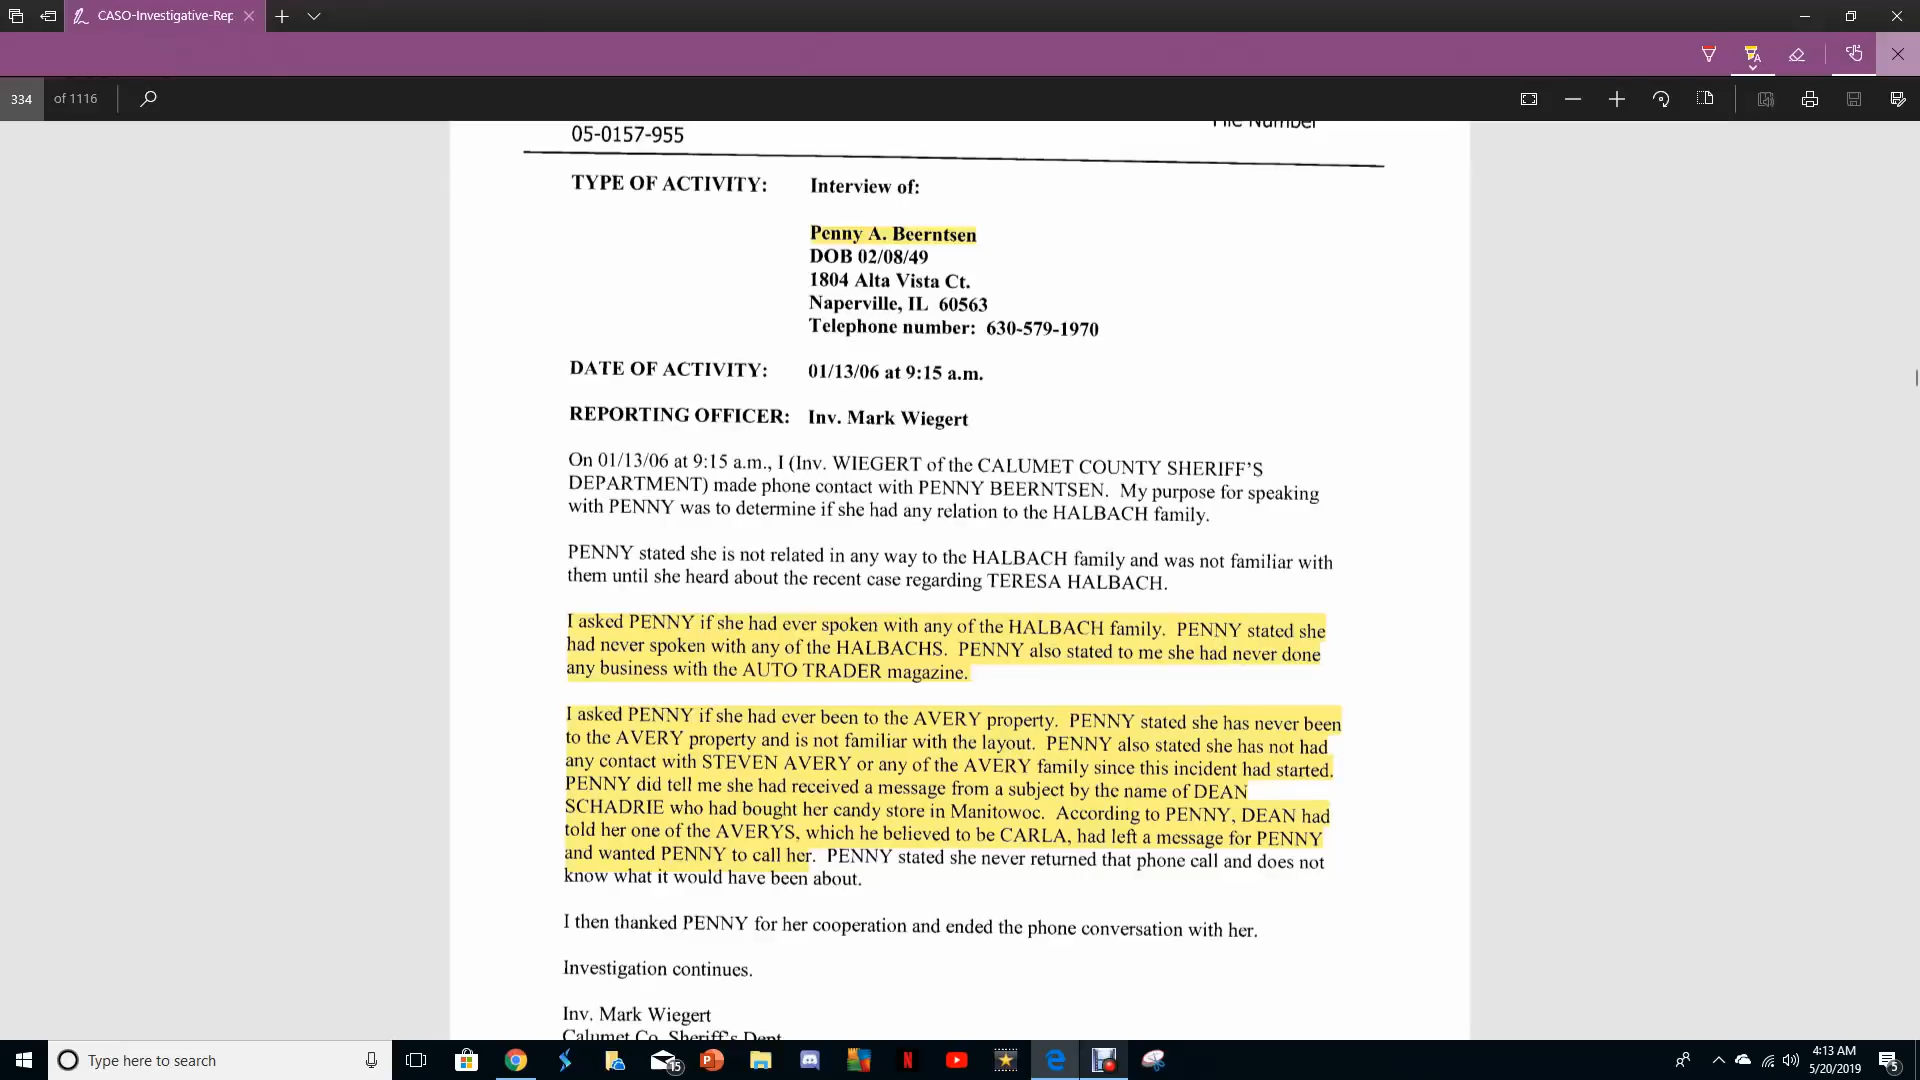 CASO-Investigative-Rep
334 of 1116
File Number
05-0157-955
TYPE OF ACTIVITY: Interview of:
Penny A. Beerntsen
DOB 02/08/49
1804 Alta Vista Ct.
Naperville, IL 60563
Telephone number: 630-579-1970
DATE OF ACTIVITY: 01/13/06 at 9:15 a.m.
REPORTING OFFICER: Inv. Mark Wiegert
On 01/13/06 at 9:15 a.m., I (Inv. WIEGERT of the CALUMET COUNTY SHERIFF'S
DEPARTMENT) made phone contact with PENNY BEERNTSEN. My purpose for speaking
with PENNY was to determine if she had any relation to the HALBACH family.
PENNY stated she is not related in any way to the HALBACH family and was not familiar with
them until she heard about the recent case regarding TERESA HALBACH.
I asked PENNY if she had ever spoken with any of the HALBACH family. PENNY stated she
had never spoken with any of the HALBACHS. PENNY also stated to me she had never done
any business with the AUTO TRADER magazine.
I asked PENNY if she had ever been to the AVERY property. PENNY stated she has never been
to the AVERY property and is not familiar with the layout. PENNY also stated she has not had
any contact with STEVEN AVERY or any of the AVERY family since this incident had started.
PENNY did tell me she had received a message from a subject by the name of DEAN
SCHADRIE who had bought her candy store in Manitowoc. According to PENNY, DEAN had
told her one of the AVERYS, which he believed to be CARLA, had left a message for PENNY
and wanted PENNY to call her. PENNY stated she never returned that phone call and does not
know what it would have been about.
I then thanked PENNY for her cooperation and ended the phone conversation with her.
Investigation continues.
Inv. Mark Wiegert
Calumet Co. Sheriff's Dept.
Type here to search
15
4:13 AM
5/20/2019
5